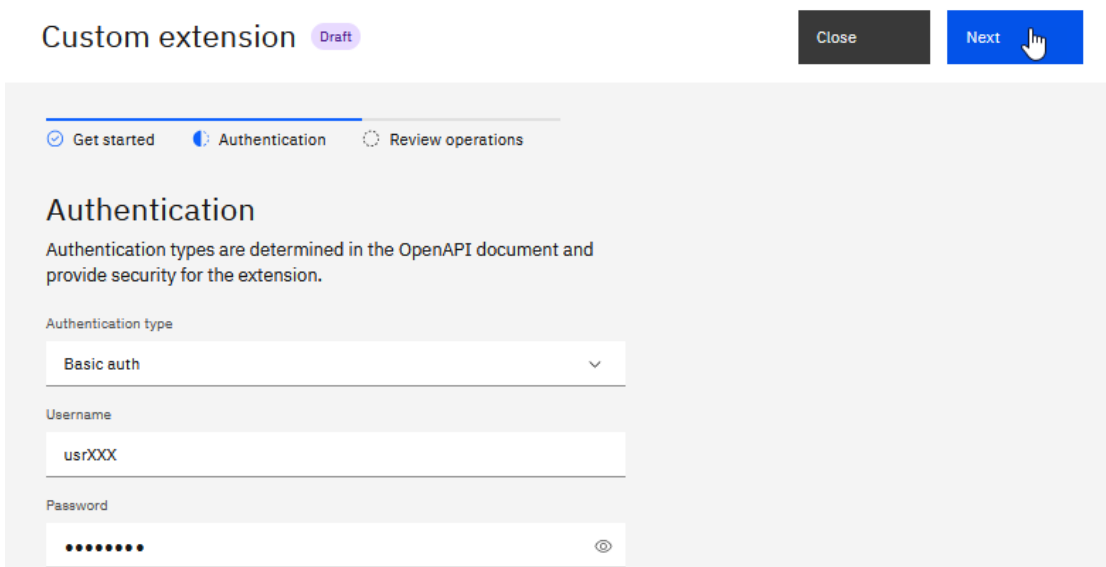 Custom extension Draft
Close Next
Get started Authentication Review operations
Authentication
Authentication types are determined in the OpenAPI document and
provide security for the extension.
Authentication type
Basic auth
Username
usrXXX
Password
••••••••